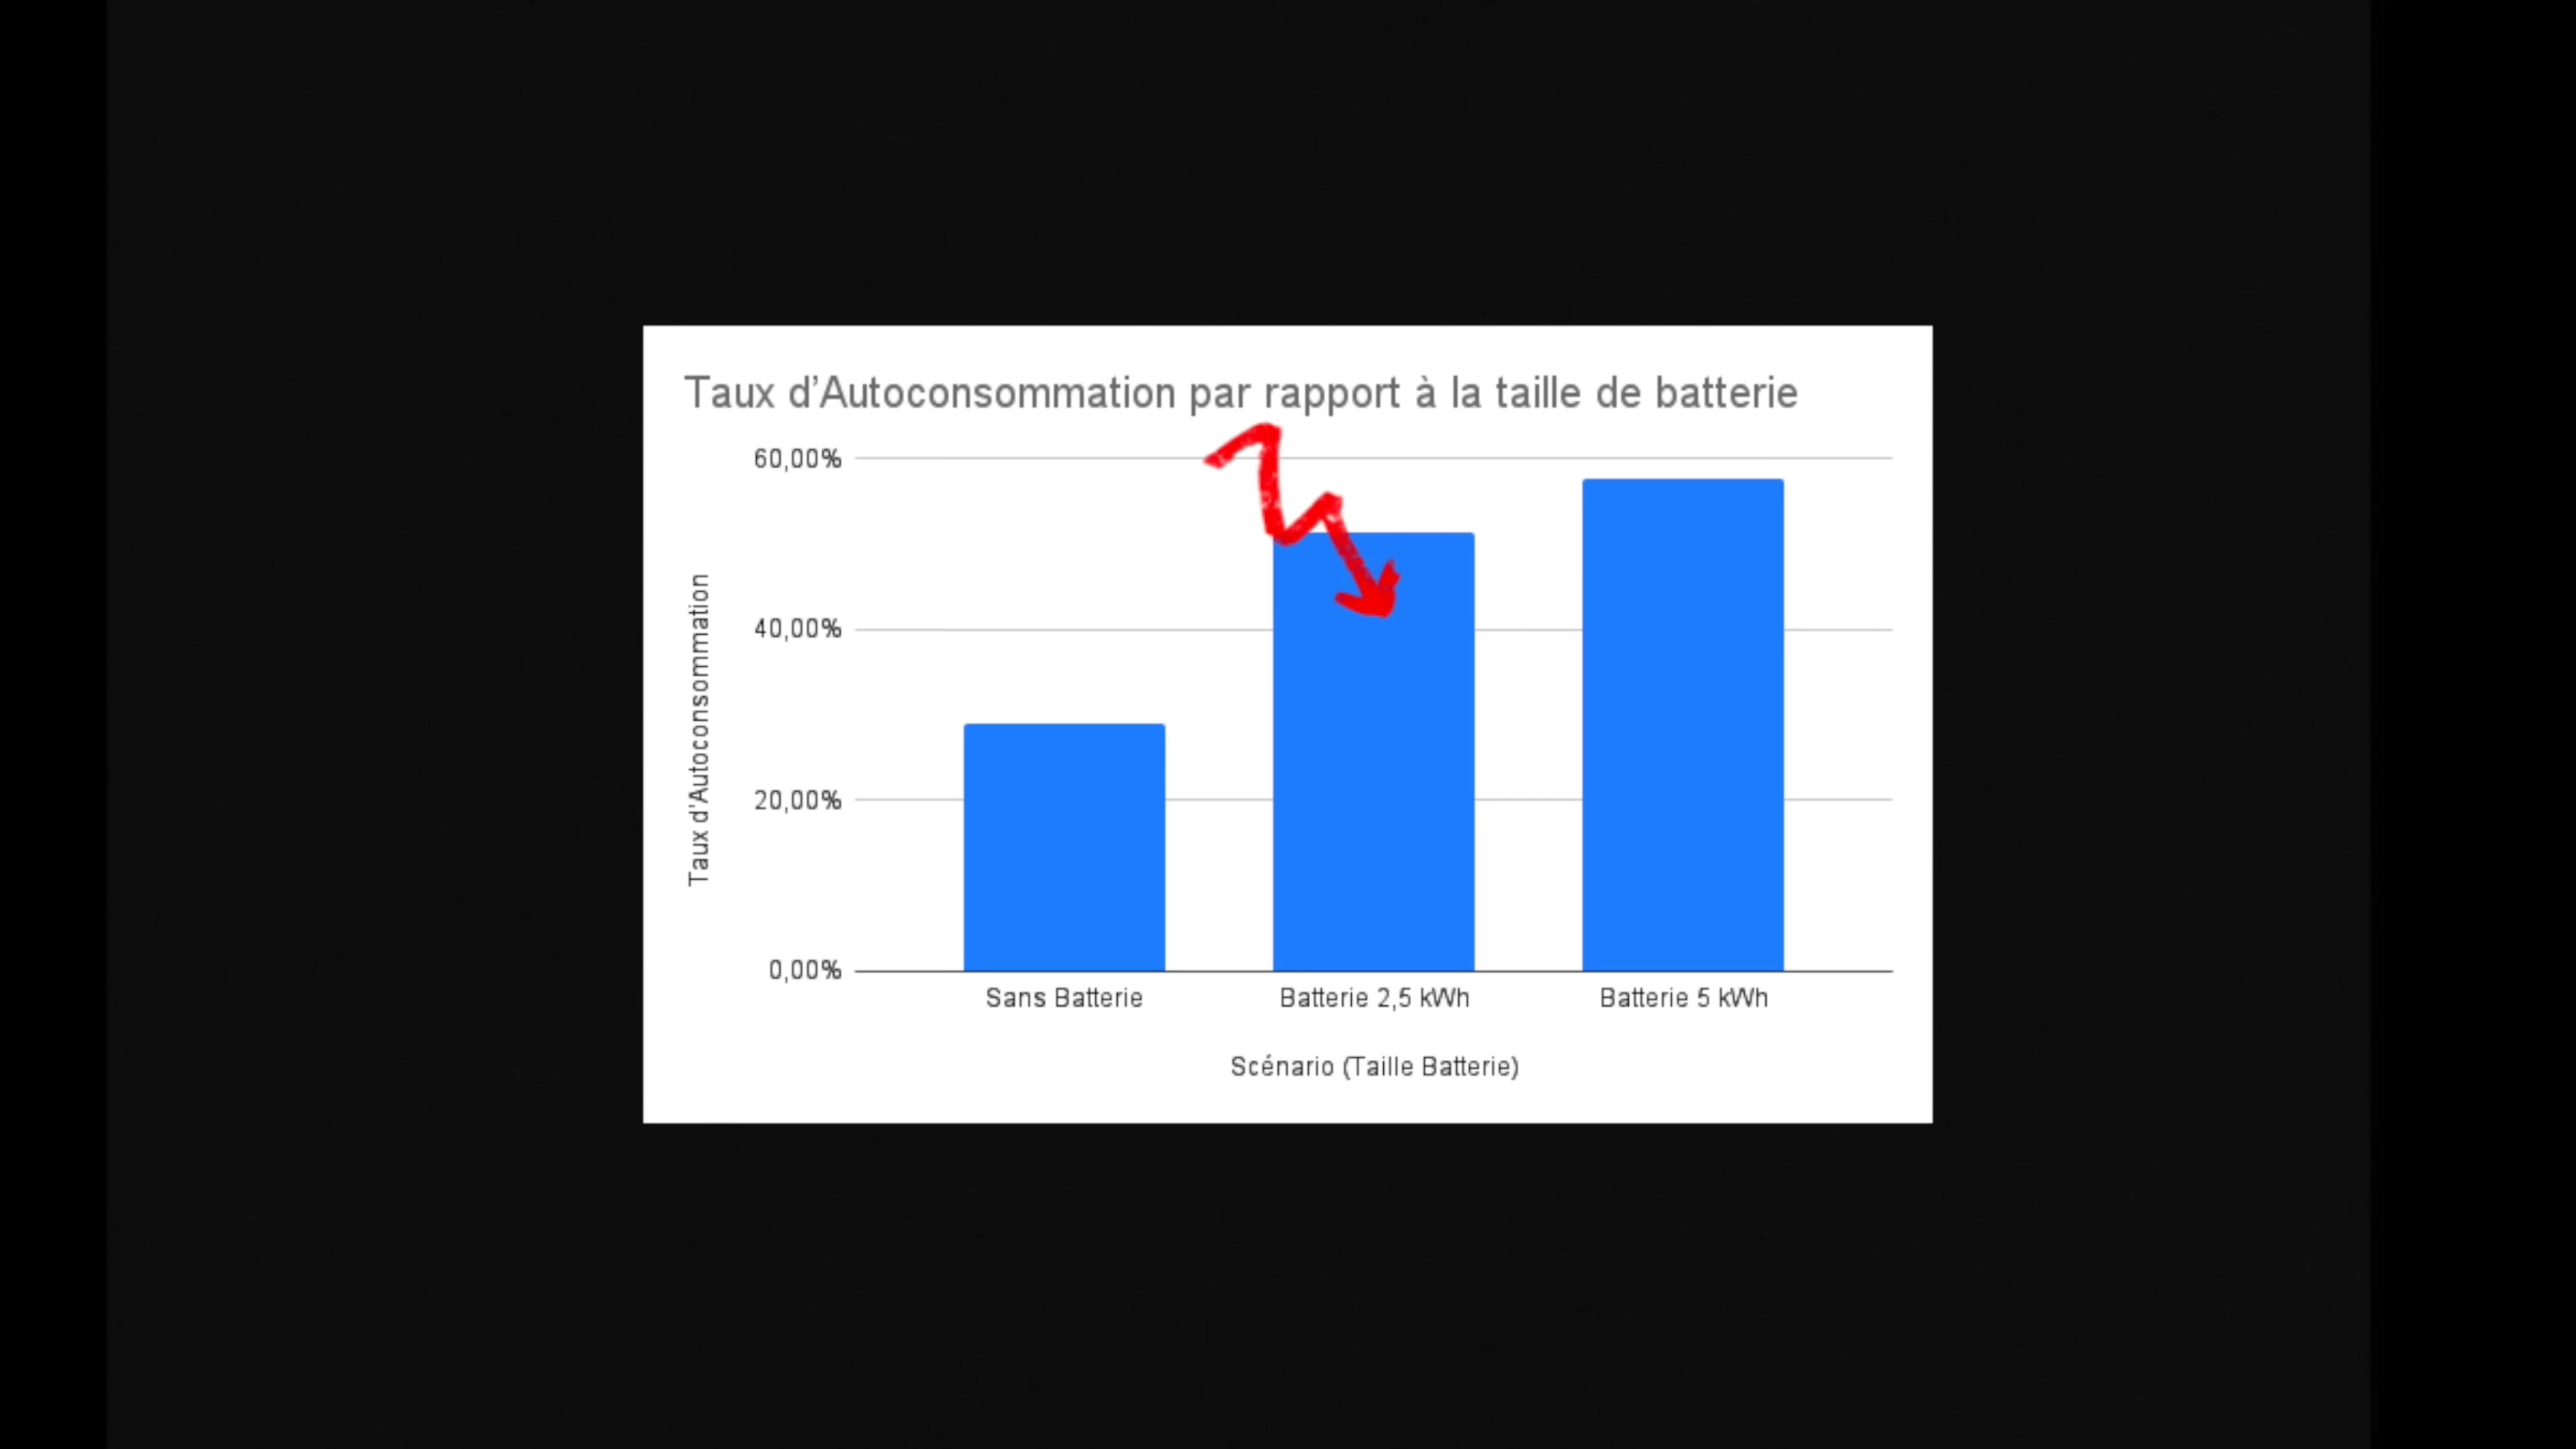 Taux d’Autoconsommation par rapport à la taille de batterie
60,00%
40,00%
20,00%
0,00%
Taux d'Autoconsommation
Sans Batterie
Batterie 2,5 kWh
Batterie 5 kWh
Scénario (Taille Batterie)